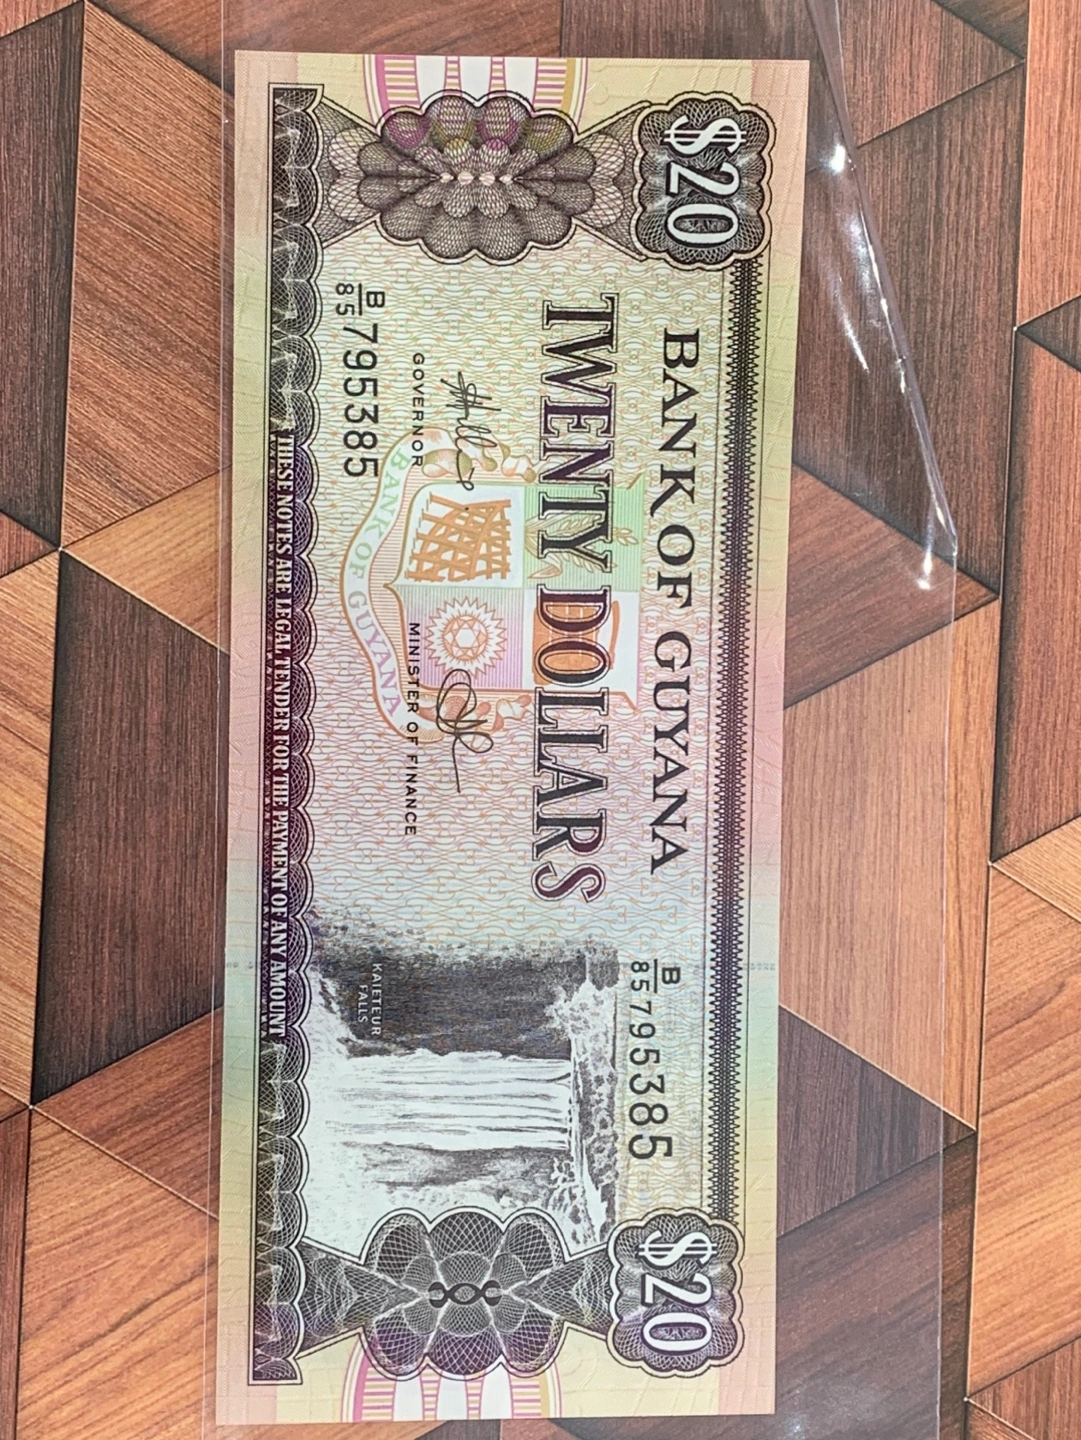 $20
$20
BANK OF GUYANA
B/85 795385
TWENTY DOLLARS
GOVERNOR
MINISTER OF FINANCE
BANK OF GUYANA
B/85 795385
KAIETEUR
FALLS
THESE NOTES ARE LEGAL TENDER FOR THE PAYMENT OF ANY AMOUNT